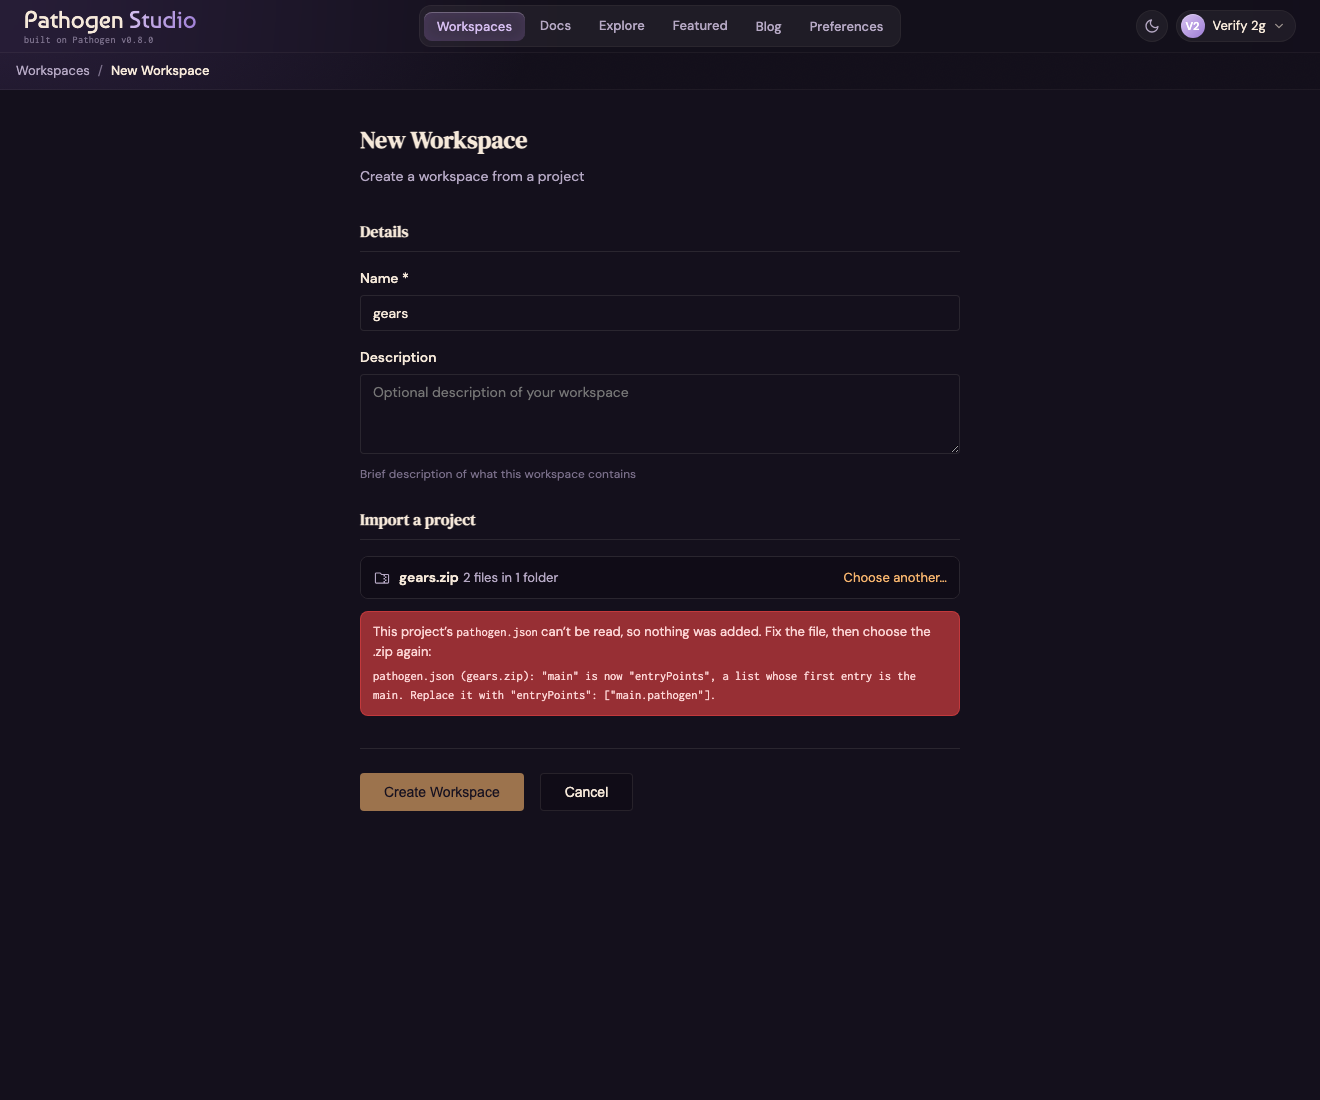 Pathogen Studio
built on Pathogen v0.8.0
Workspaces
Docs
Explore
Featured
Blog
Preferences
V2
Verify 2g
Workspaces / New Workspace
New Workspace
Create a workspace from a project
Details
Name *
gears
Description
Optional description of your workspace
Brief description of what this workspace contains
Import a project
gears.zip 2 files in 1 folder
Choose another…
This project’s pathogen.json can’t be read, so nothing was added. Fix the file, then choose the
.zip again:
pathogen.json (gears.zip): "main" is now "entryPoints", a list whose first entry is the
main. Replace it with "entryPoints": ["main.pathogen"].
Create Workspace
Cancel